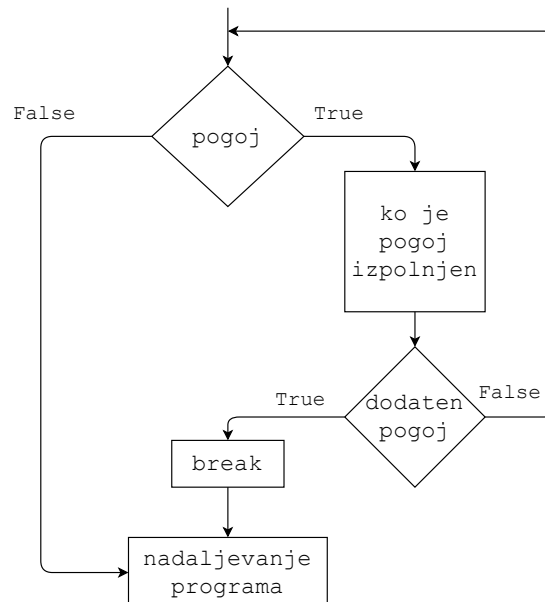 False
True
pogoj
ko je
pogoj
izpolnjen
True
False
dodaten
pogoj
break
nadaljevanje
programa